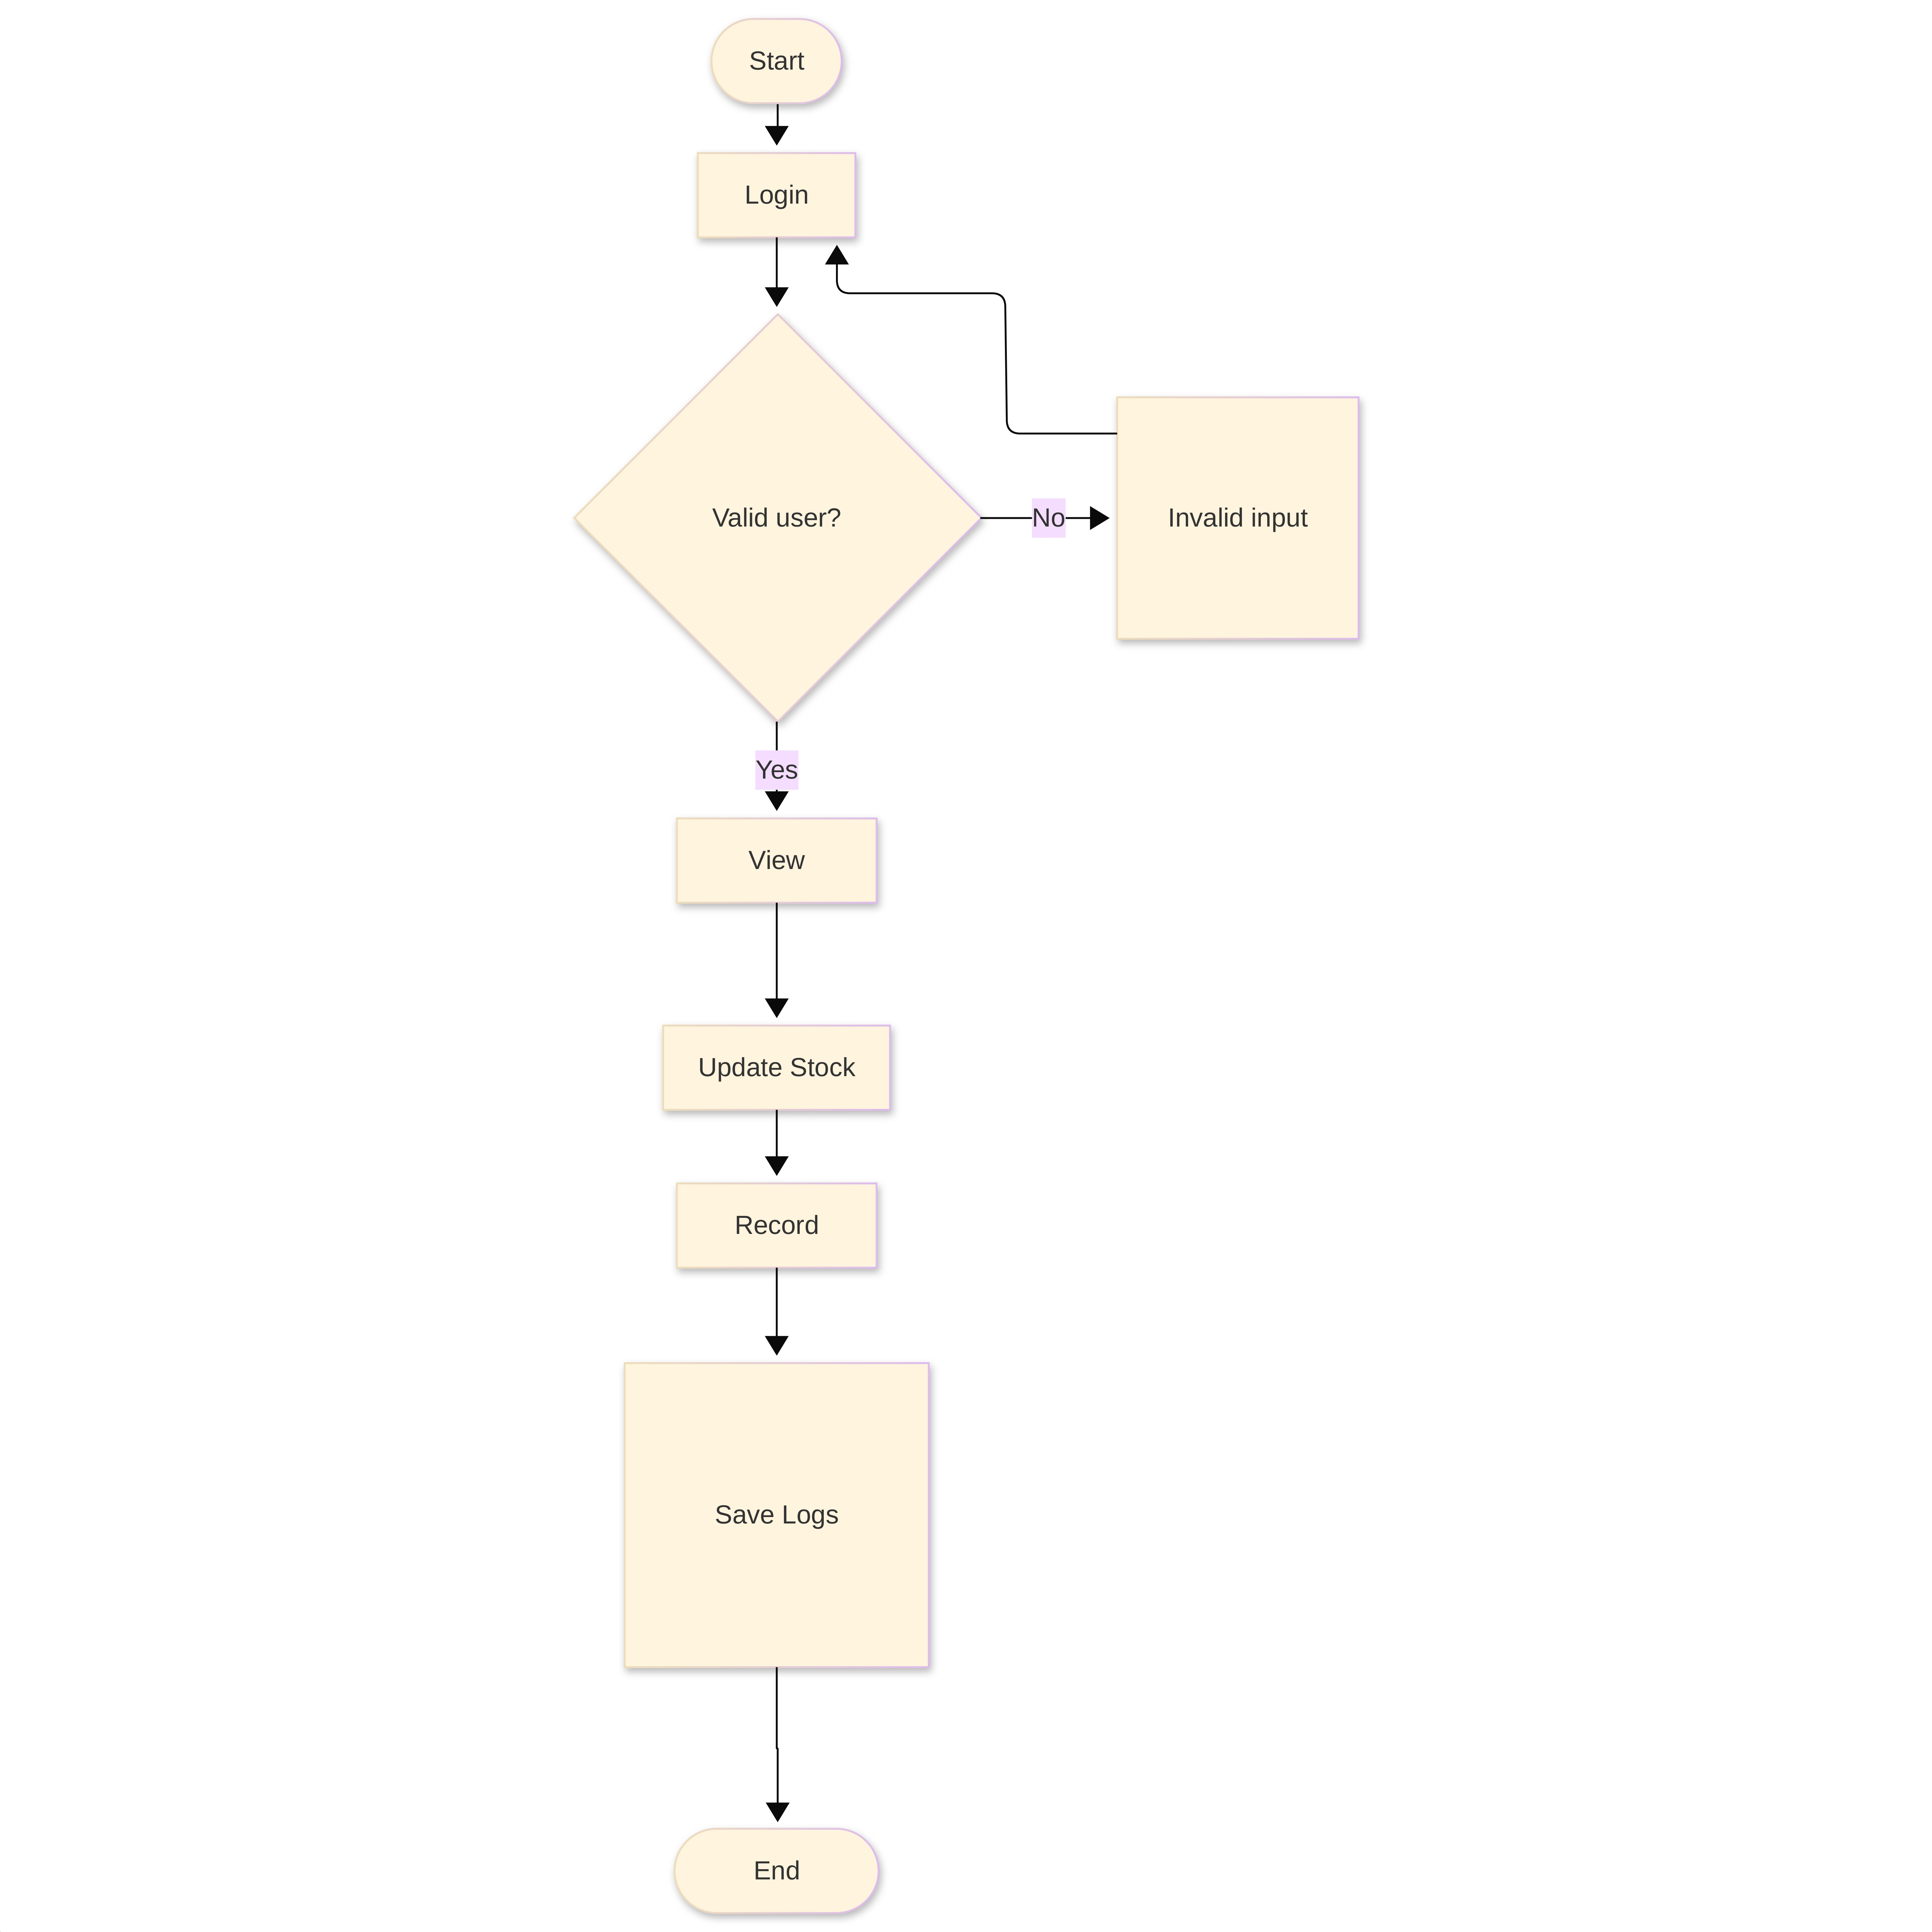 Start
Login
Valid user?
No
Invalid input
Yes
View
Update Stock
Record
Save Logs
End